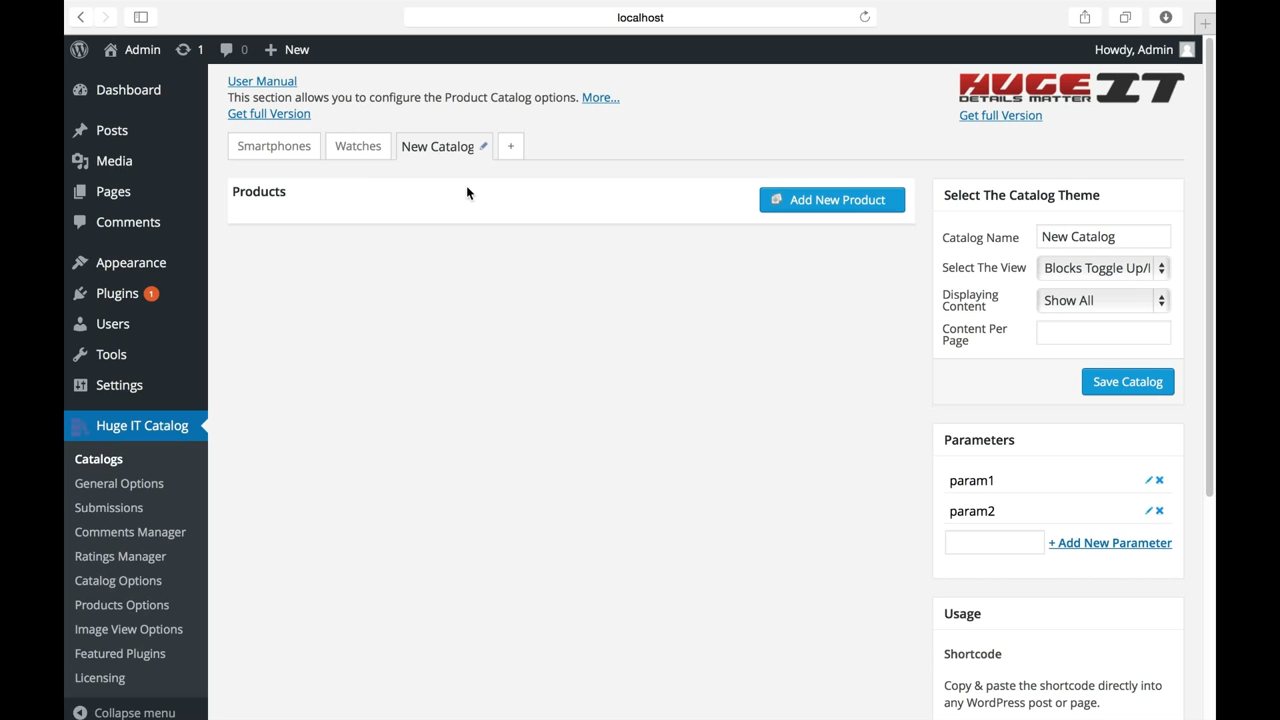 localhost
Admin 1 0 New Howdy, Admin
User Manual
This section allows you to configure the Product Catalog options. More...
Get full Version
HUGE IT
DETAILS MATTER
Get full Version
Smartphones Watches New Catalog +
Dashboard
Posts
Media
Pages
Comments
Appearance
Plugins 1
Users
Tools
Settings
Huge IT Catalog
Catalogs
General Options
Submissions
Comments Manager
Ratings Manager
Catalog Options
Products Options
Image View Options
Featured Plugins
Licensing
Collapse menu
Products
Add New Product
Select The Catalog Theme
Catalog Name New Catalog
Select The View Blocks Toggle Up/
Displaying
Content
Show All
Content Per
Page
Save Catalog
Parameters
param1
param2
+ Add New Parameter
Usage
Shortcode
Copy & paste the shortcode directly into
any WordPress post or page.